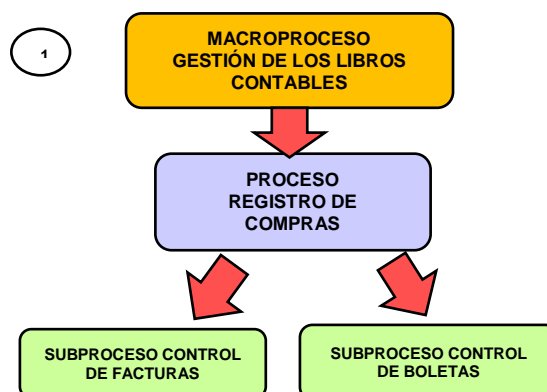 1
MACROPROCESO
GESTIÓN DE LOS LIBROS
CONTABLES
PROCESO
REGISTRO DE
COMPRAS
SUBPROCESO CONTROL
DE FACTURAS
SUBPROCESO CONTROL
DE BOLETAS